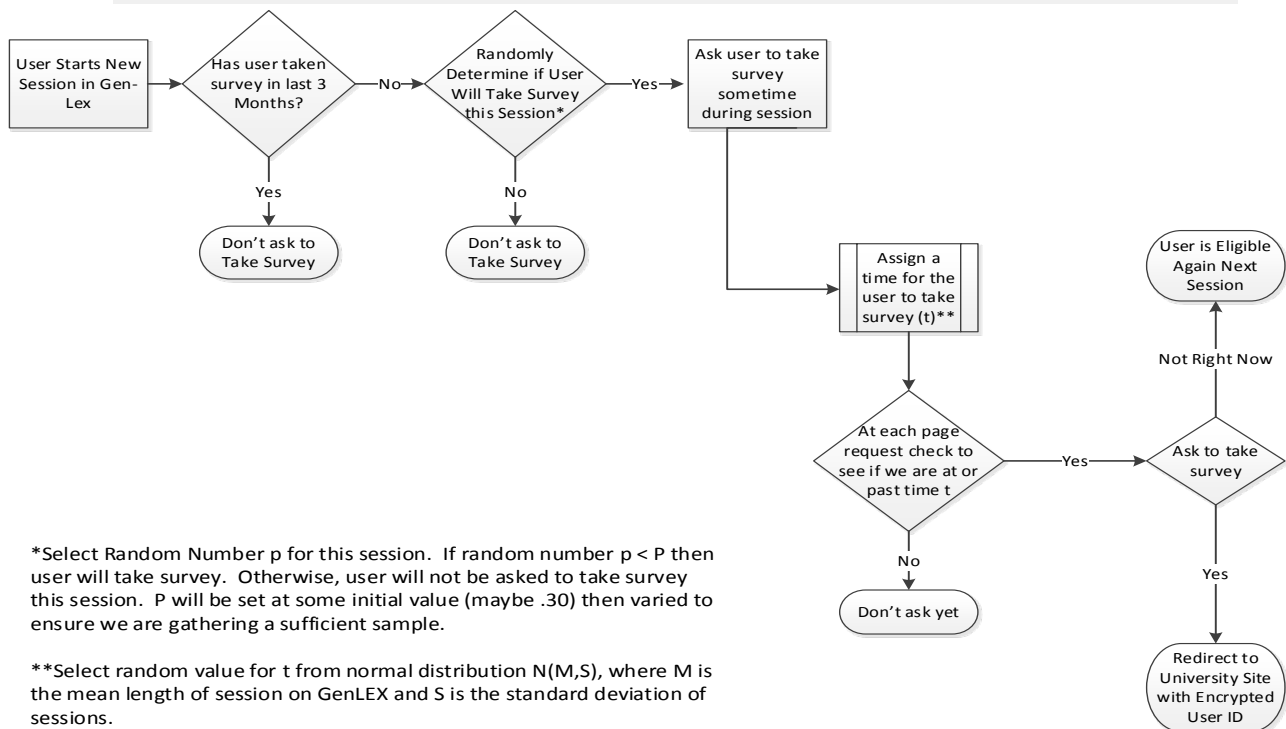 User Starts New
Session in Gen-
Lex
Has user taken
survey in last 3
Months?
No
Randomly
Determine if User
Will Take Survey
this Session*
Yes
Ask user to take
survey
sometime
during session
Yes
Don't ask to
Take Survey
No
Don't ask to
Take Survey
Assign a
time for the
user to take
survey (t)**
At each page
request check to
see if we are at or
past time t
Yes
Ask to take
survey
Not Right Now
User is Eligible
Again Next
Session
No
Don't ask yet
Yes
Redirect to
University Site
with Encrypted
User ID
*Select Random Number p for this session. If random number p < P then
user will take survey. Otherwise, user will not be asked to take survey
this session. P will be set at some initial value (maybe .30) then varied to
ensure we are gathering a sufficient sample.
**Select random value for t from normal distribution N(M,S), where M is
the mean length of session on GenLEX and S is the standard deviation of
sessions.